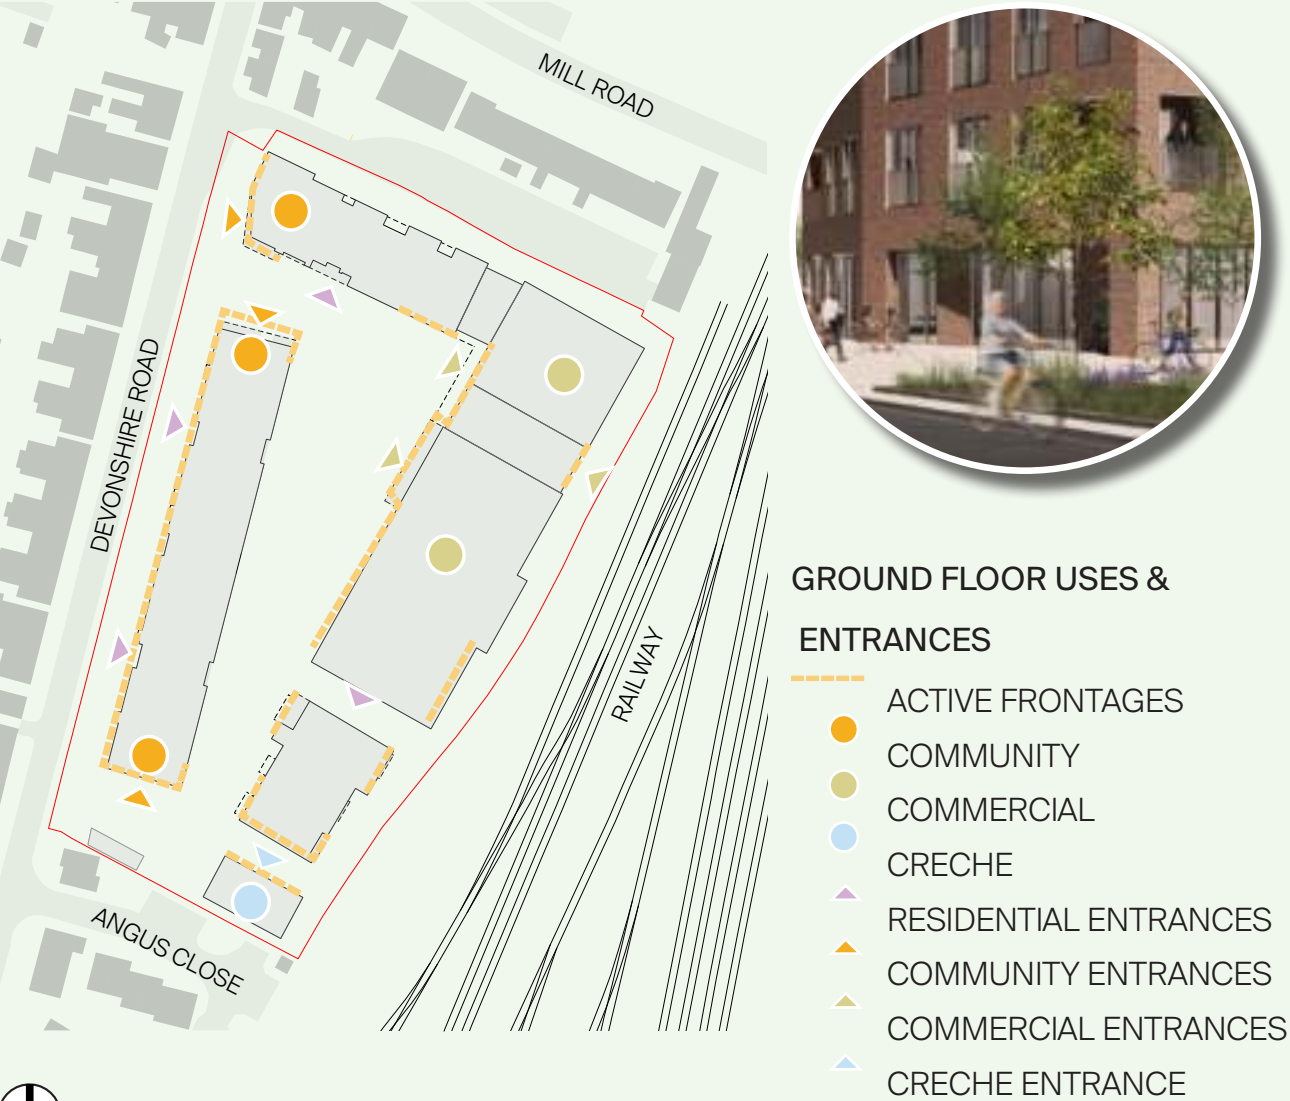 MILL ROAD
DEVONSHIRE ROAD
RAILWAY
ANGUS CLOSE
GROUND FLOOR USES &
ENTRANCES
ACTIVE FRONTAGES
COMMUNITY
COMMERCIAL
CRECHE
RESIDENTIAL ENTRANCES
COMMUNITY ENTRANCES
COMMERCIAL ENTRANCES
CRECHE ENTRANCE